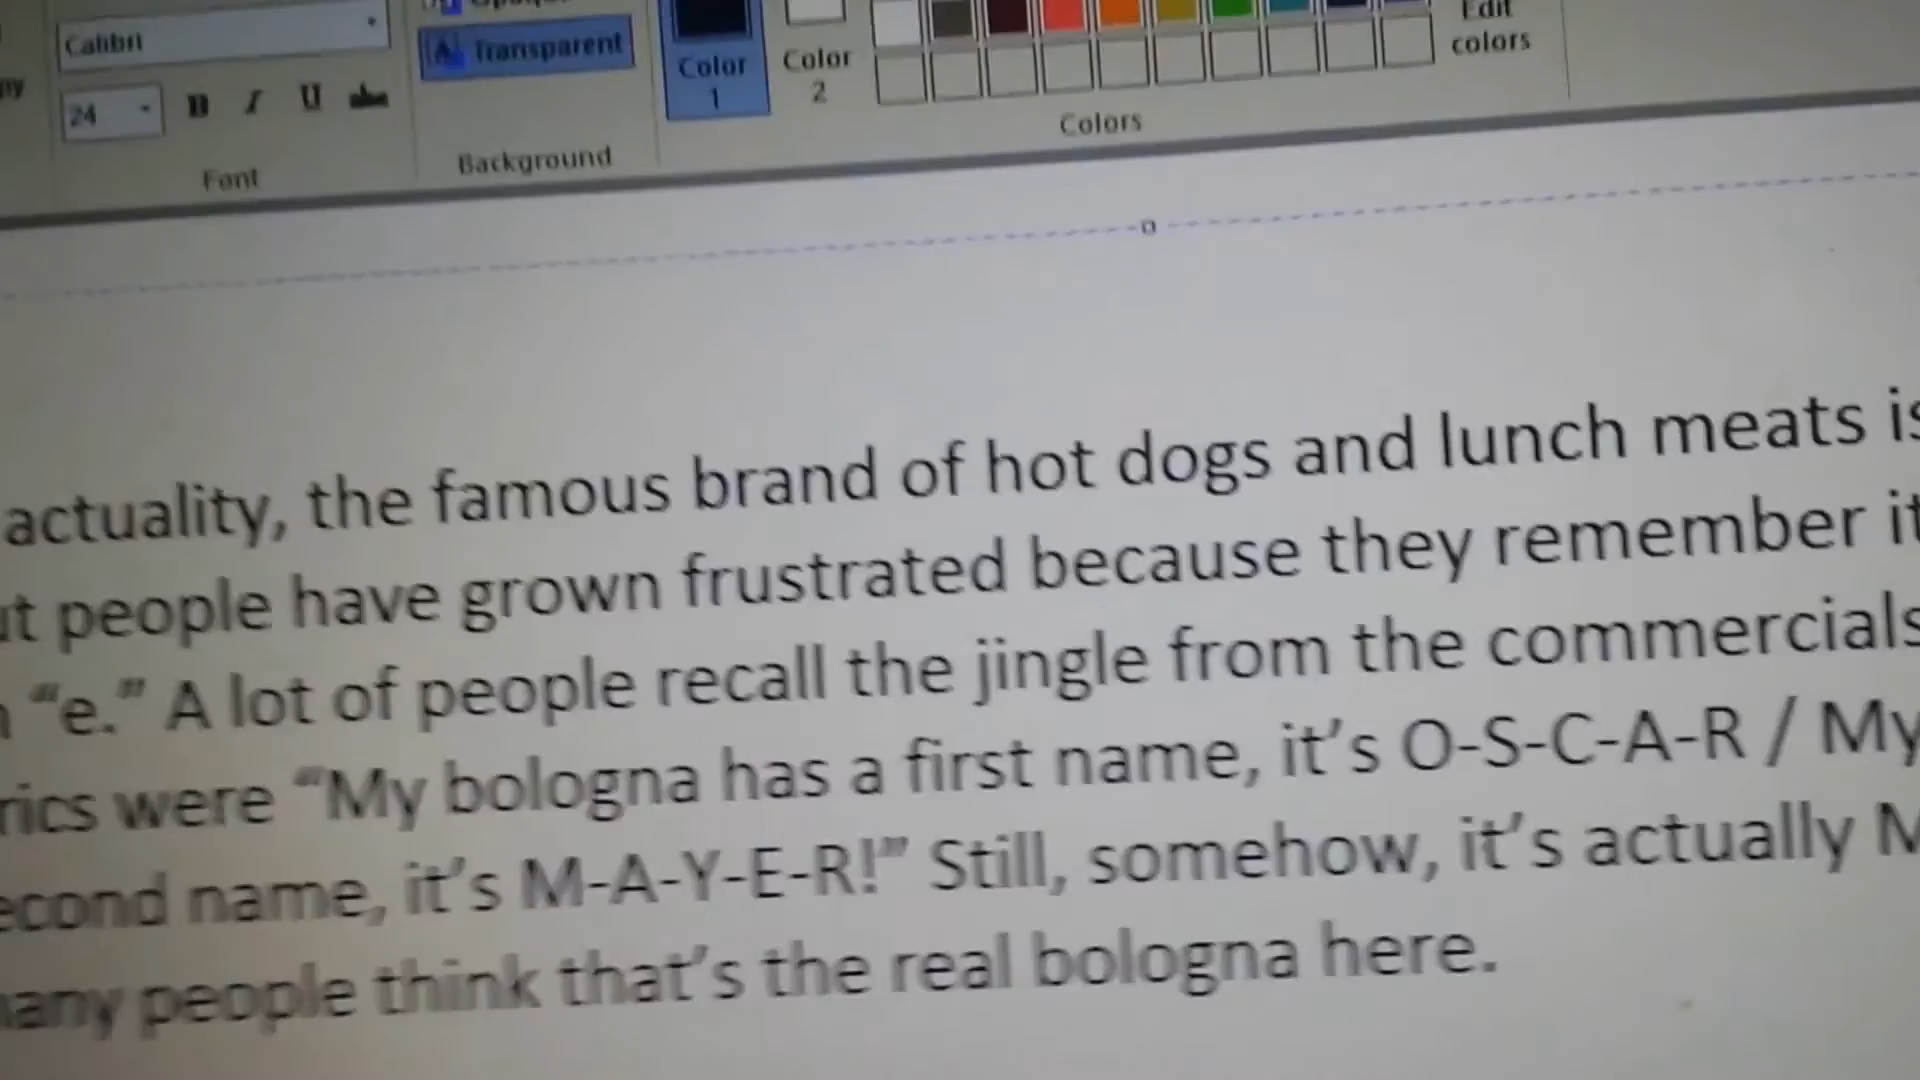 Calibri
Transparent
24
B I U abc
Color 1
Color 2
Edit colors
Font
Background
Colors
actuality, the famous brand of hot dogs and lunch meats is
people have grown frustrated because they remember it
"e." A lot of people recall the jingle from the commercials
were "My bologna has a first name, it's O-S-C-A-R / My
name, it's M-A-Y-E-R!" Still, somehow, it's actually M
people think that's the real bologna here.